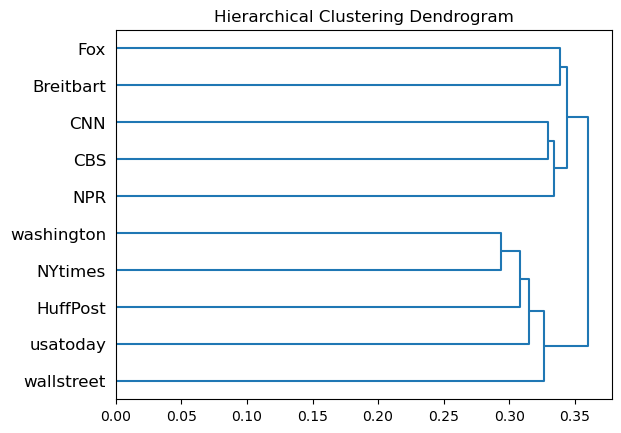 Hierarchical Clustering Dendrogram
Fox
Breitbart
CNN
CBS
NPR
washington
NYtimes
HuffPost
usatoday
wallstreet
0.00 0.05 0.10 0.15 0.20 0.25 0.30 0.35